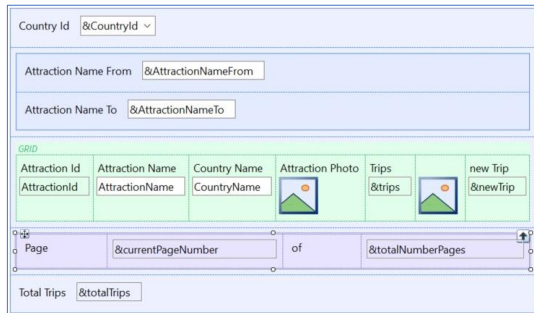 Country Id &CountryId
Attraction Name From &AttractionNameFrom
Attraction Name To &AttractionNameTo
GRID
Attraction Id Attraction Name Country Name Attraction Photo Trips new Trip
AttractionId AttractionName CountryName &trips &newTrip
Page &currentPageNumber of &totalNumberPages
Total Trips &totalTrips